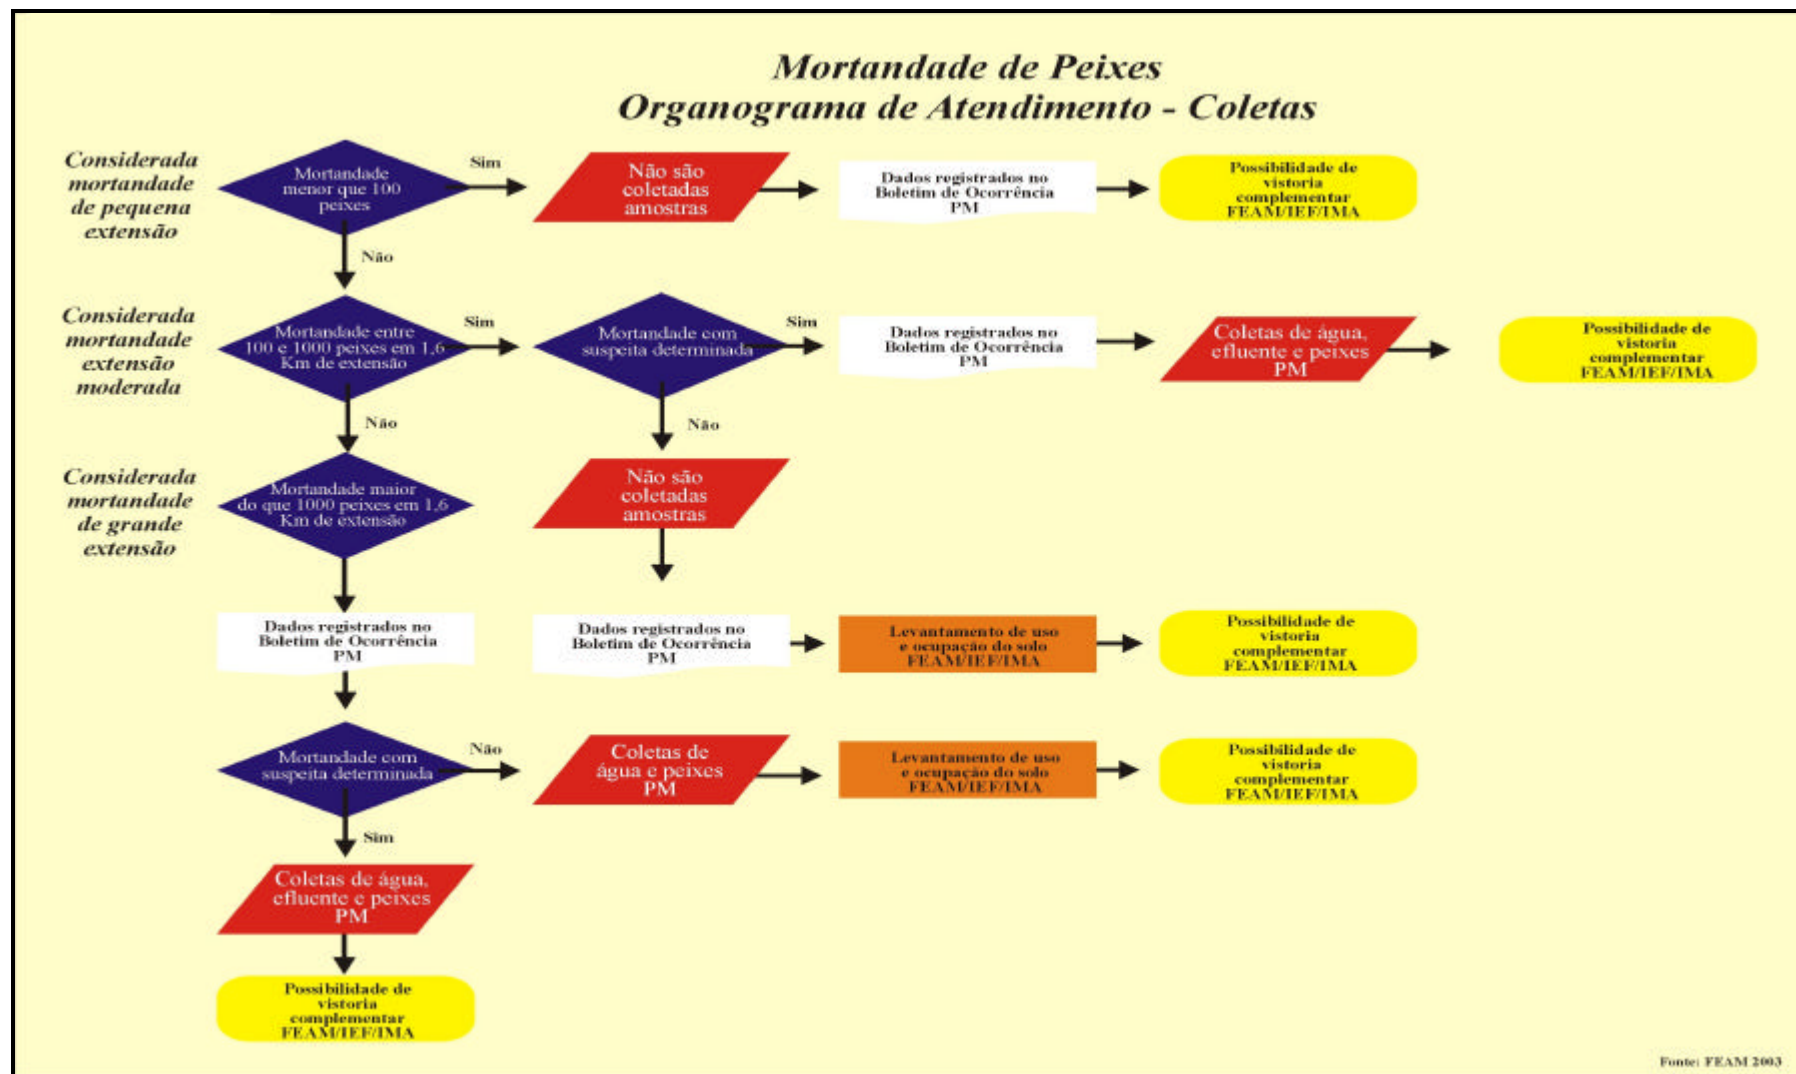 Mortandade de Peixes
Organograma de Atendimento - Coletas
Considerada
mortandade
de pequena
extensão
Mortandade
menor que 100
peixes
Sim
Não são
coletadas
amostras
Dados registrados no
Boletim de Ocorrência
PM
Possibilidade de
vistoria
complementar
FEAM/IEF/IMA
Não
Considerada
mortandade
extensão
moderada
Mortandade entre
100 e 1000 peixes em 1,6
Km de extensão
Sim
Mortandade com
suspeita determinada
Sim
Dados registrados no
Boletim de Ocorrência
PM
Coletas de água,
efluente e peixes
PM
Possibilidade de
vistoria
complementar
FEAM/IEF/IMA
Não
Não
Considerada
mortandade
de grande
extensão
Mortandade maior
do que 1000 peixes em 1,6
Km de extensão
Não são
coletadas
amostras
Dados registrados no
Boletim de Ocorrência
PM
Dados registrados no
Boletim de Ocorrência
PM
Levantamento de uso
e ocupação do solo
FEAM/IEF/IMA
Possibilidade de
vistoria
complementar
FEAM/IEF/IMA
Mortandade com
suspeita determinada
Não
Coletas de
água e peixes
PM
Levantamento de uso
e ocupação do solo
FEAM/IEF/IMA
Possibilidade de
vistoria
complementar
FEAM/IEF/IMA
Sim
Coletas de água,
efluente e peixes
PM
Possibilidade de
vistoria
complementar
FEAM/IEF/IMA
Fonte: FEAM 2003